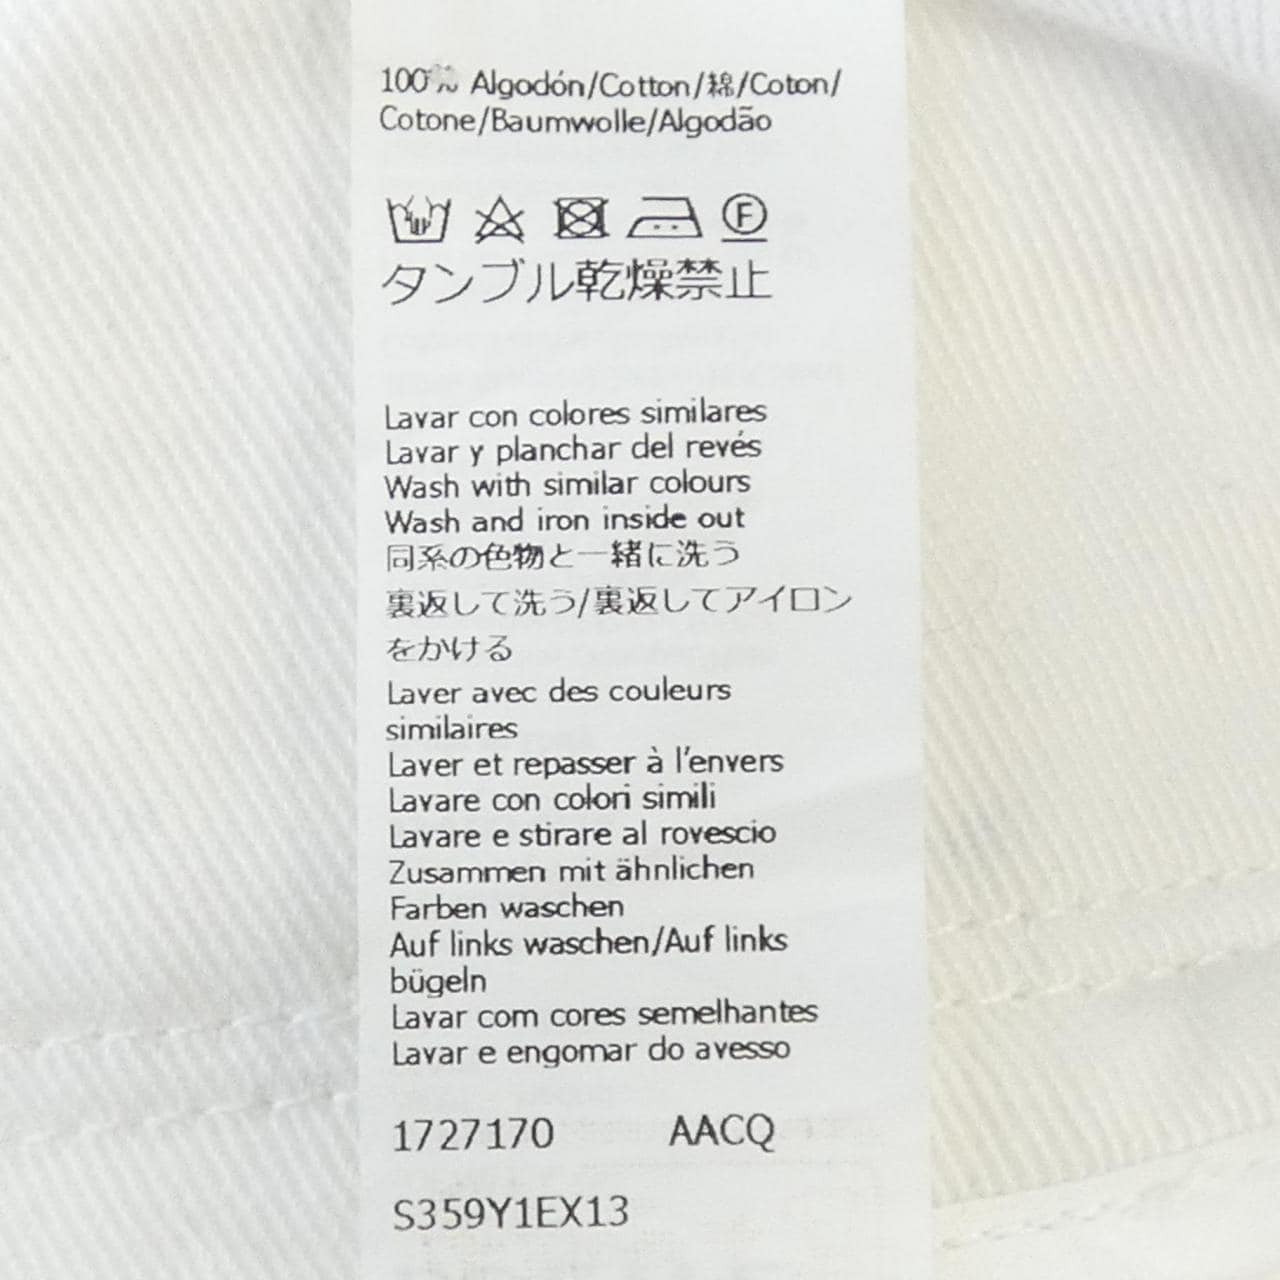 100% Algodón/Cotton/綿/Coton/
Cotone/Baumwolle/Algodão
F
タンブル乾燥禁止
Lavar con colores similares
Lavar y planchar del revés
Wash with similar colours
Wash and iron inside out
同系の色物と一緒に洗う
裏返して洗う/裏返してアイロン
をかける
Laver avec des couleurs
similaires
Laver et repasser à l'envers
Lavare con colori simili
Lavare e stirare al rovescio
Zusammen mit ähnlichen
Farben waschen
Auf links waschen/Auf links
bügeln
Lavar com cores semelhantes
Lavar e engomar do avesso
1727170 AACQ
S359Y1EX13